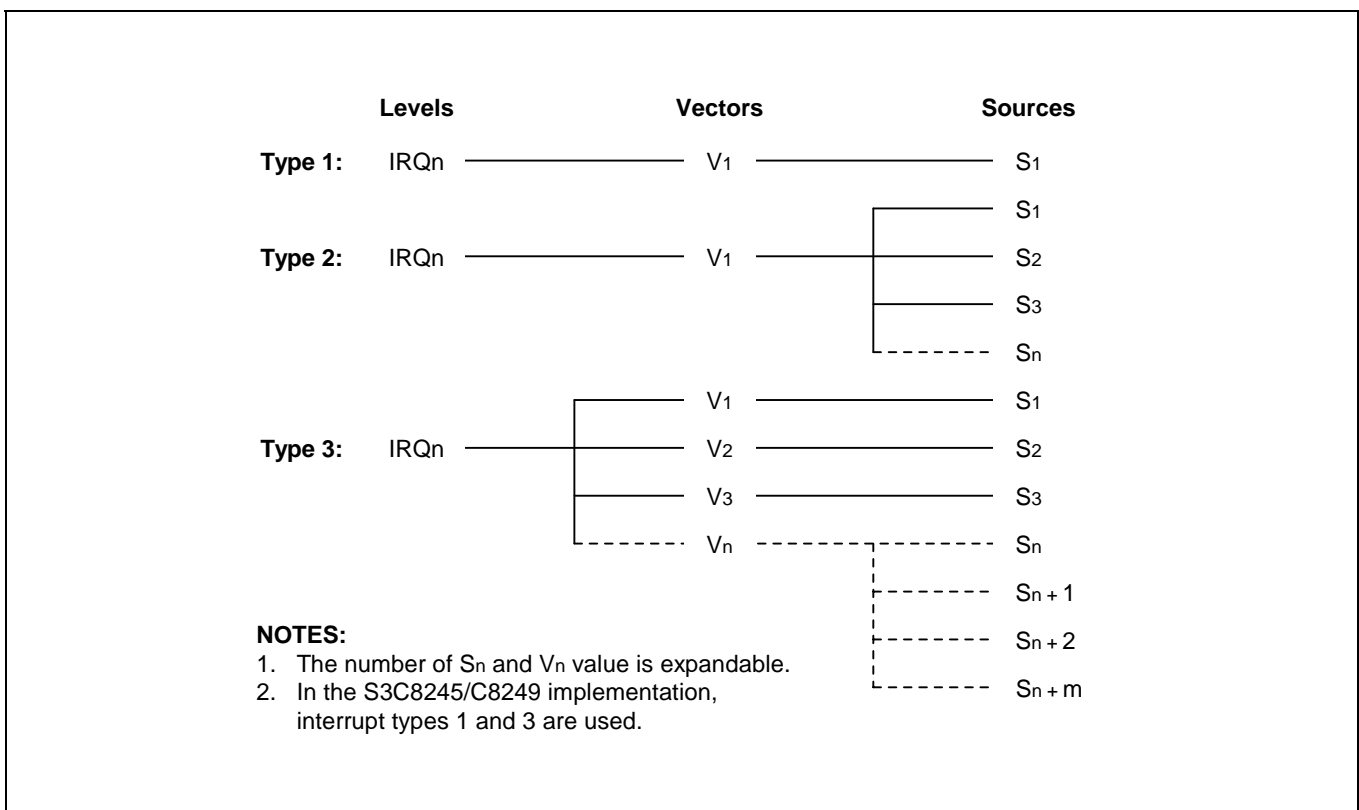 Levels Vectors Sources
Type 1: IRQn V1 S1
S1
Type 2: IRQn V1 S2
S3
Sn
V1 S1
Type 3: IRQn V2 S2
V3 S3
Vn Sn
Sn + 1
Sn + 2
Sn + m
NOTES:
1. The number of Sn and Vn value is expandable.
2. In the S3C8245/C8249 implementation,
interrupt types 1 and 3 are used.